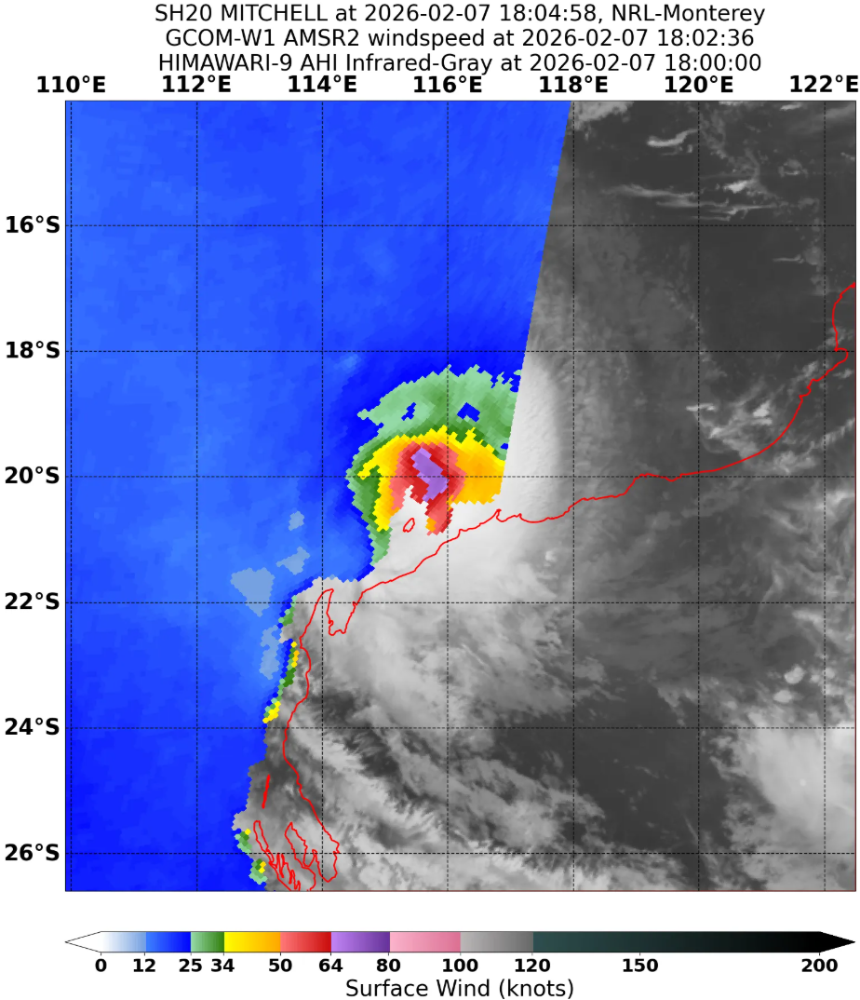 SH20 MITCHELL at 2026-02-07 18:04:58, NRL-Monterey
GCOM-W1 AMSR2 windspeed at 2026-02-07 18:02:36
HIMAWARI-9 AHI Infrared-Gray at 2026-02-07 18:00:00
110°E 112°E 114°E 116°E 118°E 120°E 122°E
16°S
18°S
20°S
22°S
24°S
26°S
0 12 25 34 50 64 80 100 120 150 200
Surface Wind (knots)